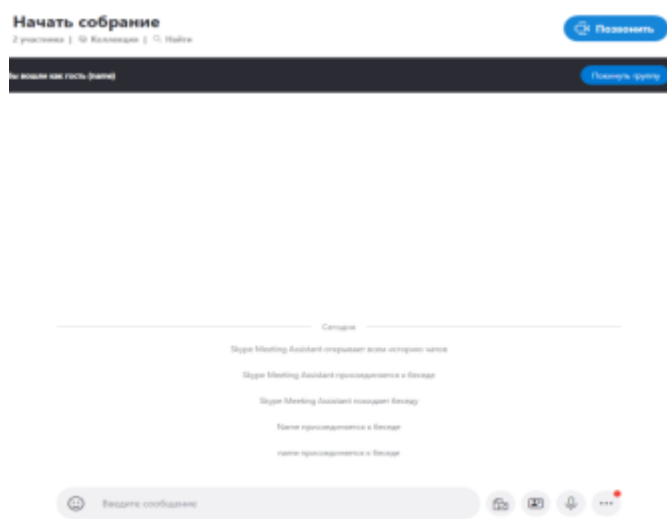 Начать собрание
2 участника | Коллекция | Найти
Позвонить
Вы вошли как гость (name)
Покинуть группу
Сегодня
Skype Meeting Assistant открывает всем историю чатов
Skype Meeting Assistant присоединяется к беседе
Skype Meeting Assistant покидает беседу
Name присоединяется к беседе
name присоединяется к беседе
Введите сообщение